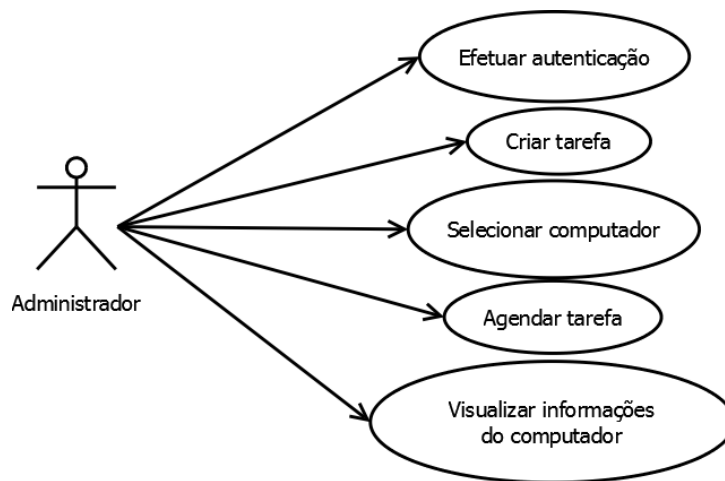 Efetuar autenticação
Criar tarefa
Selecionar computador
Administrador
Agendar tarefa
Visualizar informações
do computador